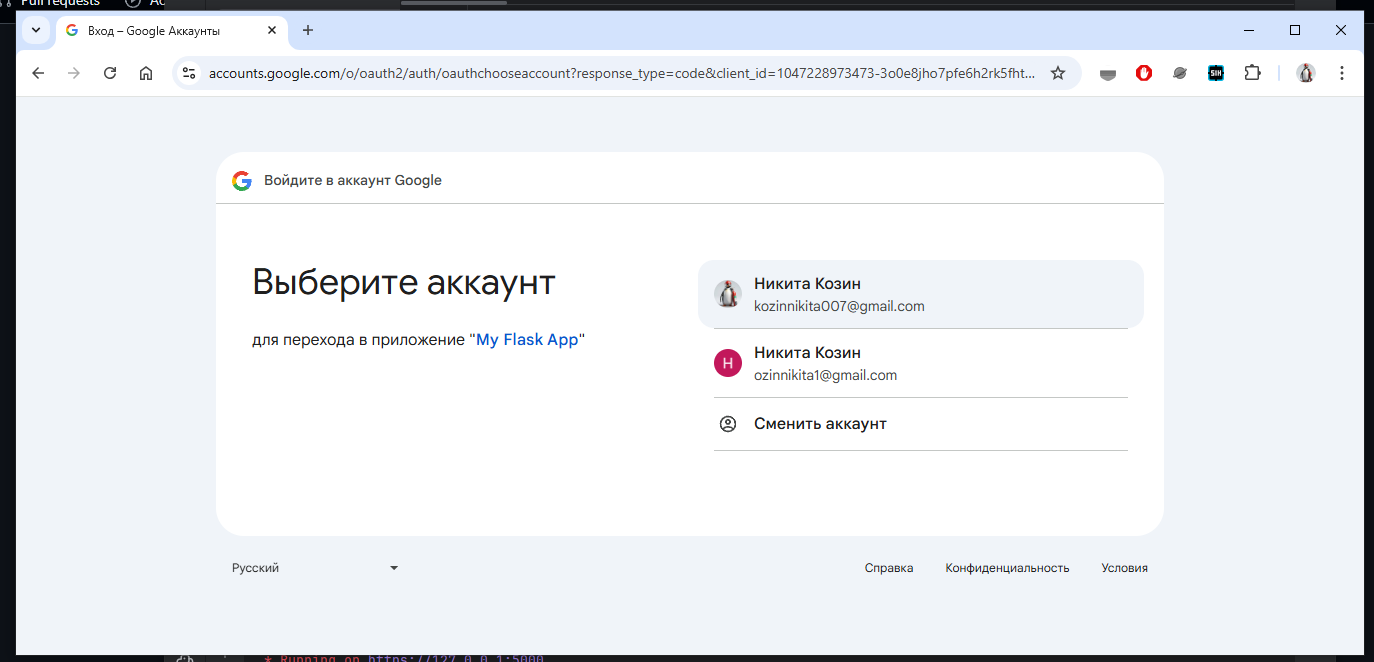 Pull requests
Вход – Google Аккаунты
accounts.google.com/o/oauth2/auth/oauthchooseaccount?response_type=code&client_id=1047228973473-3o0e8jho7pfe6h2rk5fht...
SIH
Войдите в аккаунт Google
Выберите аккаунт
для перехода в приложение "My Flask App"
Никита Козин
kozinnikita007@gmail.com
Н
Никита Козин
ozinnikita1@gmail.com
Сменить аккаунт
Русский
Справка
Конфиденциальность
Условия
* Running on https://127.0.0.1:5000